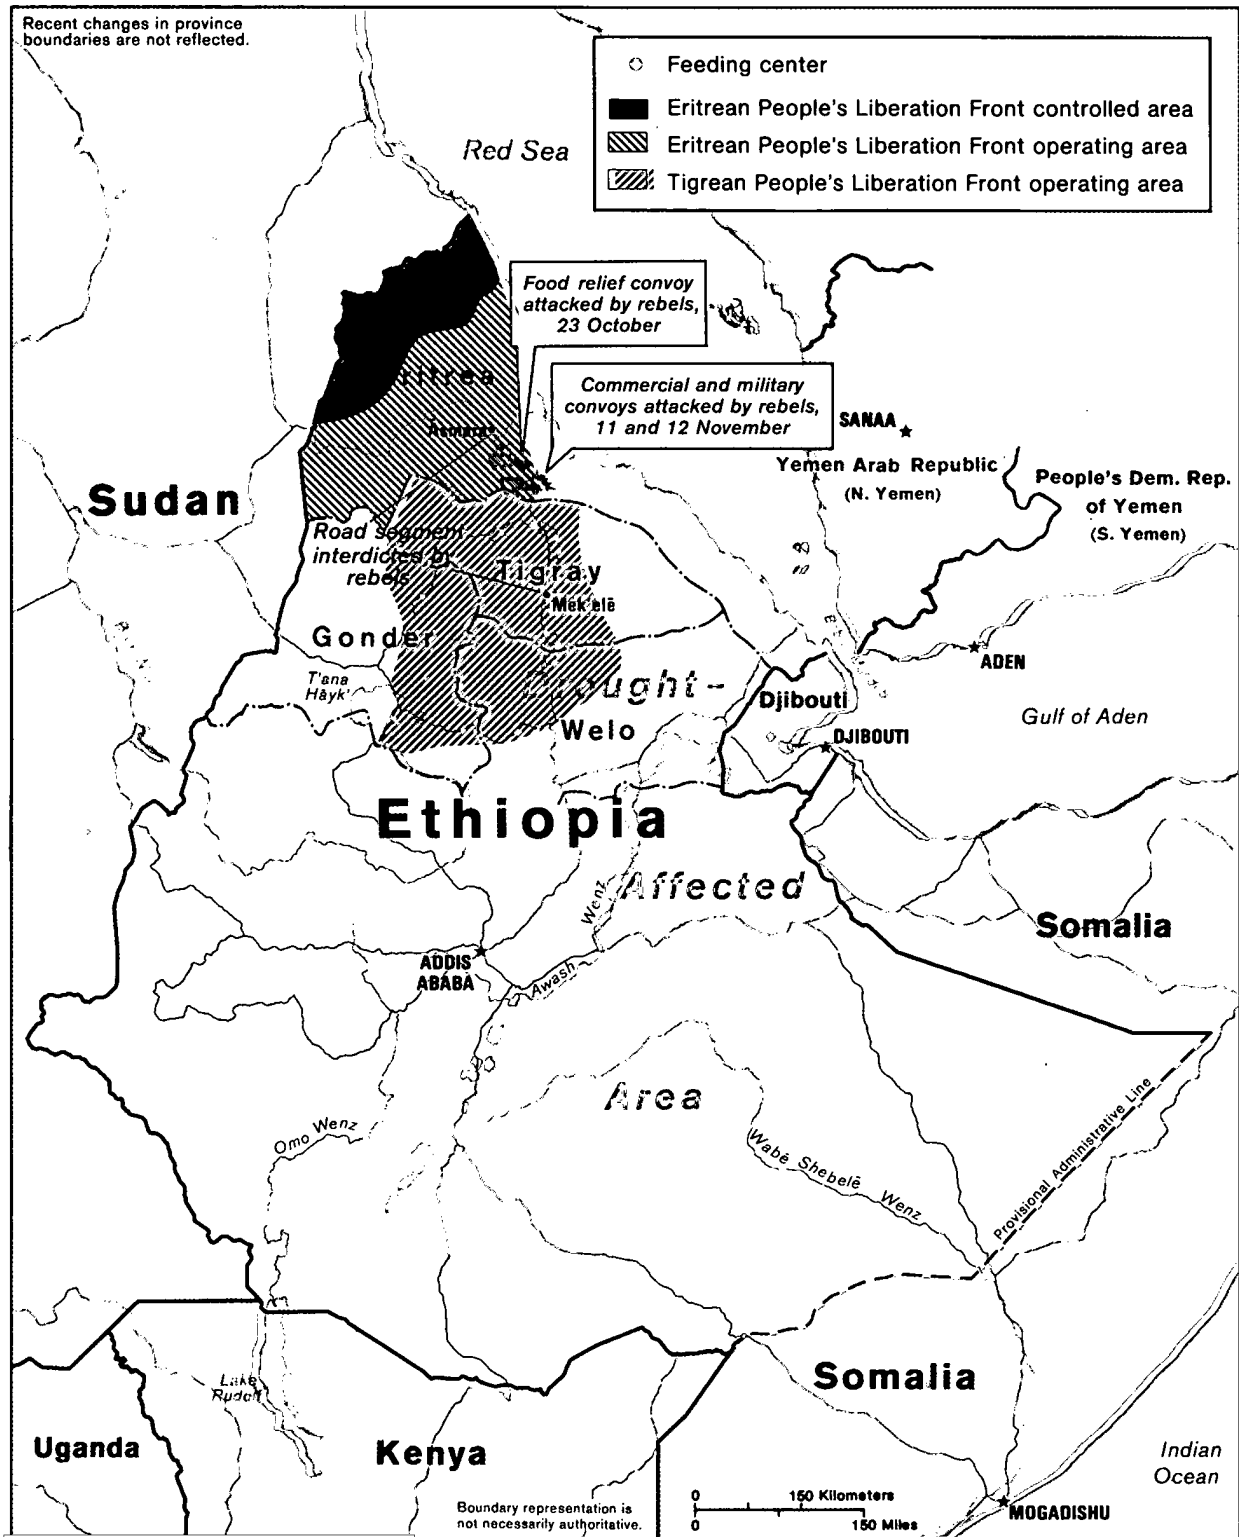 Recent changes in province
boundaries are not reflected.
Feeding center
Eritrean People's Liberation Front controlled area
Eritrean People's Liberation Front operating area
Tigrean People's Liberation Front operating area
Red Sea
Food relief convoy
attacked by rebels,
23 October
Commercial and military
convoys attacked by rebels,
11 and 12 November
ritrea
Asmara
SANAA
Yemen Arab Republic
(N. Yemen)
People's Dem. Rep.
of Yemen
(S. Yemen)
Sudan
Road segment
interdicted by
rebels
Tigray
Mek'elē
Gonder
T'ana
Hāyk'
ADEN
Drought-
Djibouti
Gulf of Aden
Welo
DJIBOUTI
Ethiopia
Affected
Wenz
Somalia
ADDIS
ABĀBA
Awash
Area
Omo Wenz
Wabē Shebelē Wenz
Provisional Administrative Line
Somalia
Lake
Rudolf
Uganda
Kenya
Indian
Ocean
Boundary representation is
not necessarily authoritative.
0 150 Kilometers
0 150 Miles
MOGADISHU